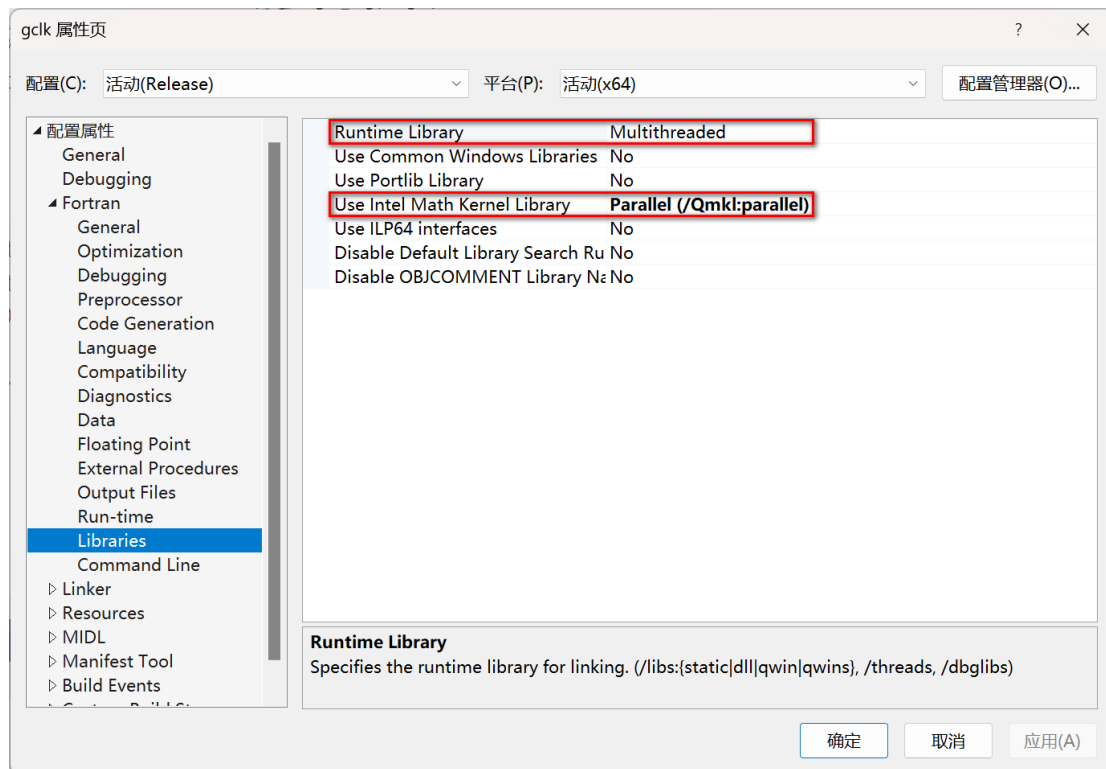 gclk 属性页
?
配置(C): 活动(Release) 平台(P): 活动(x64) 配置管理器(O)...
配置属性
General
Debugging
Fortran
General
Optimization
Debugging
Preprocessor
Code Generation
Language
Compatibility
Diagnostics
Data
Floating Point
External Procedures
Output Files
Run-time
Libraries
Command Line
Linker
Resources
MIDL
Manifest Tool
Build Events
Runtime Library Multithreaded
Use Common Windows Libraries No
Use Portlib Library No
Use Intel Math Kernel Library Parallel (/Qmkl:parallel)
Use ILP64 interfaces No
Disable Default Library Search Ru No
Disable OBJCOMMENT Library Na No
Runtime Library
Specifies the runtime library for linking. (/libs:{static|dll|qwin|qwins}, /threads, /dbglibs)
确定 取消 应用(A)